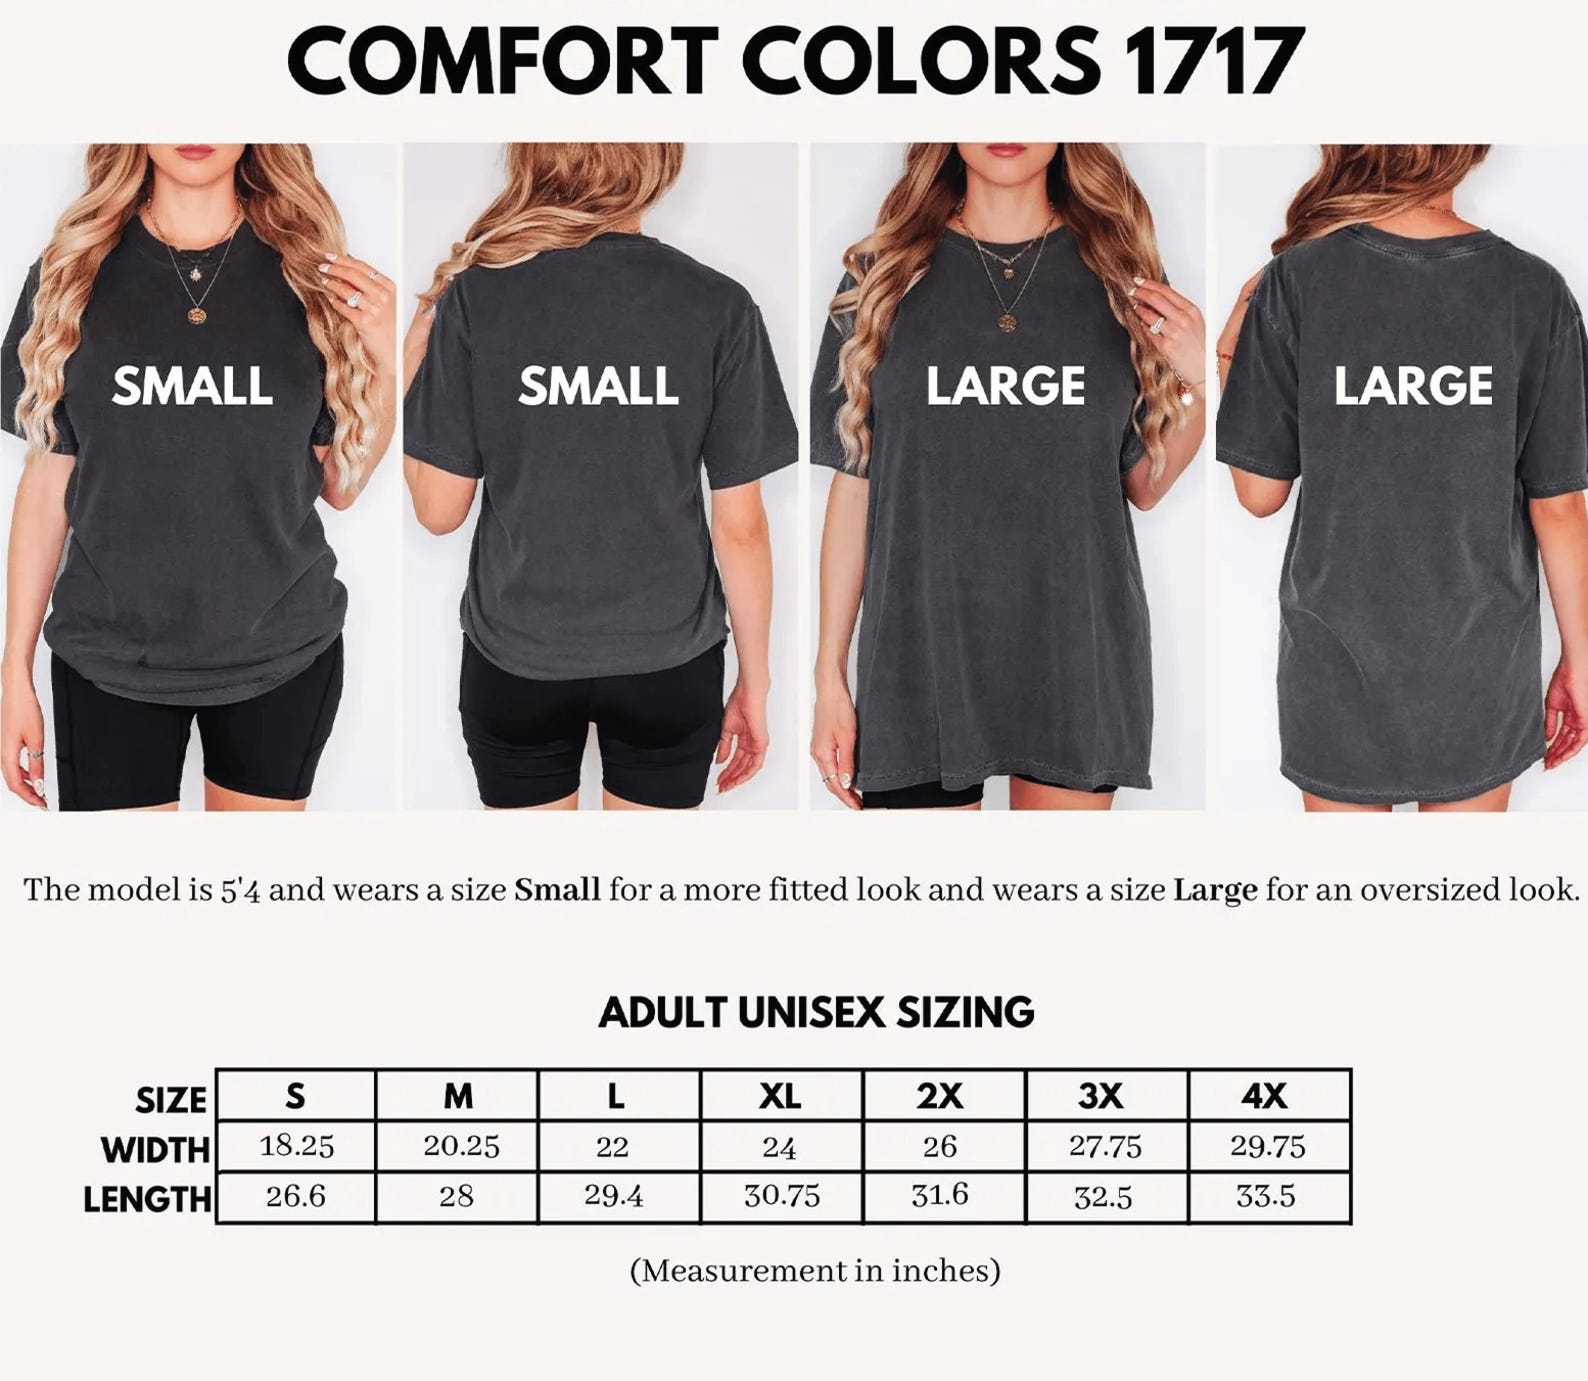 COMFORT COLORS 1717
SMALL
SMALL
LARGE
LARGE
The model is 5'4 and wears a size Small for a more fitted look and wears a size Large for an oversized look.
ADULT UNISEX SIZING
SIZE S M L XL 2X 3X 4X
WIDTH 18.25 20.25 22 24 26 27.75 29.75
LENGTH 26.6 28 29.4 30.75 31.6 32.5 33.5
(Measurement in inches)